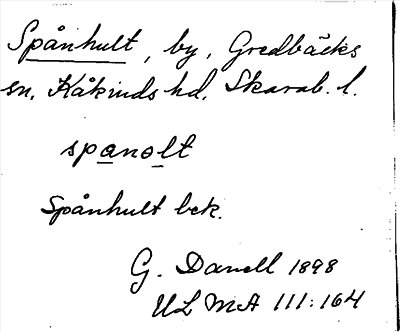 Spånhult, by, Gredbäcks
sn, Kåkinds hd, Skarab. l.
spanolt
Spånhult bek.
G. Danell 1898
ULMA 111:164